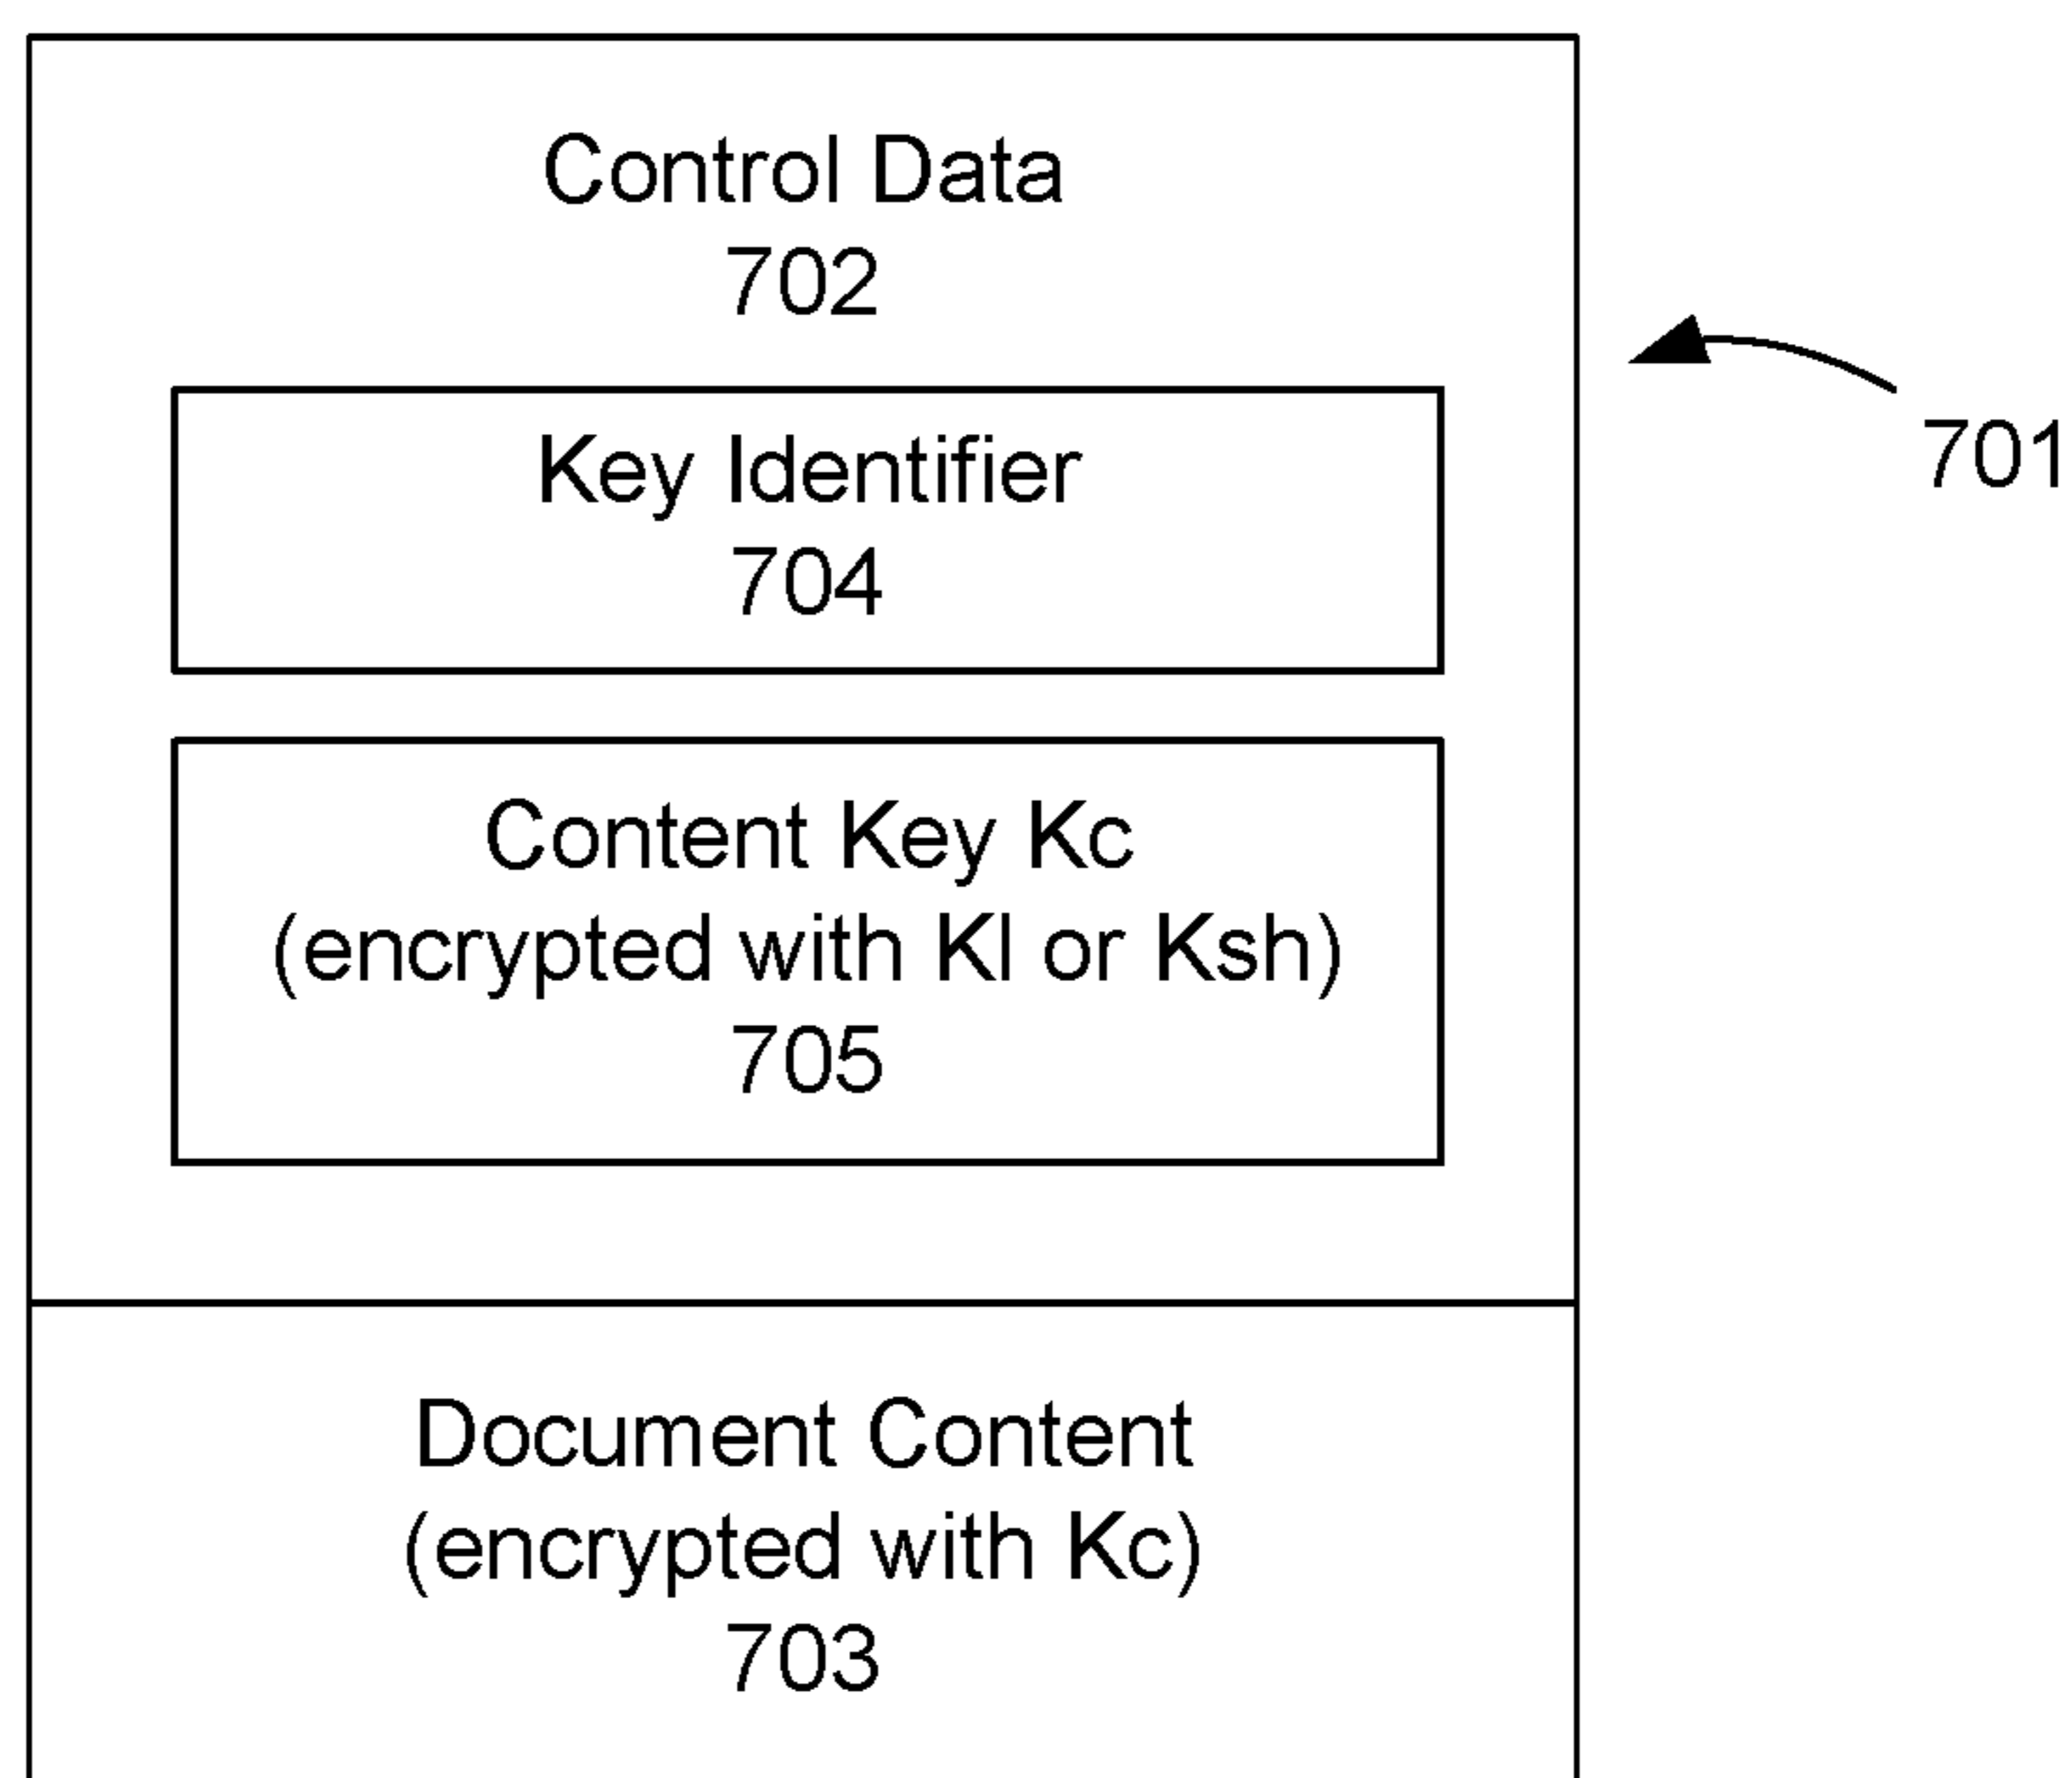 Control Data
702
701
Key Identifier
704
Content Key Kc
(encrypted with Kl or Ksh)
705
Document Content
(encrypted with Kc)
703